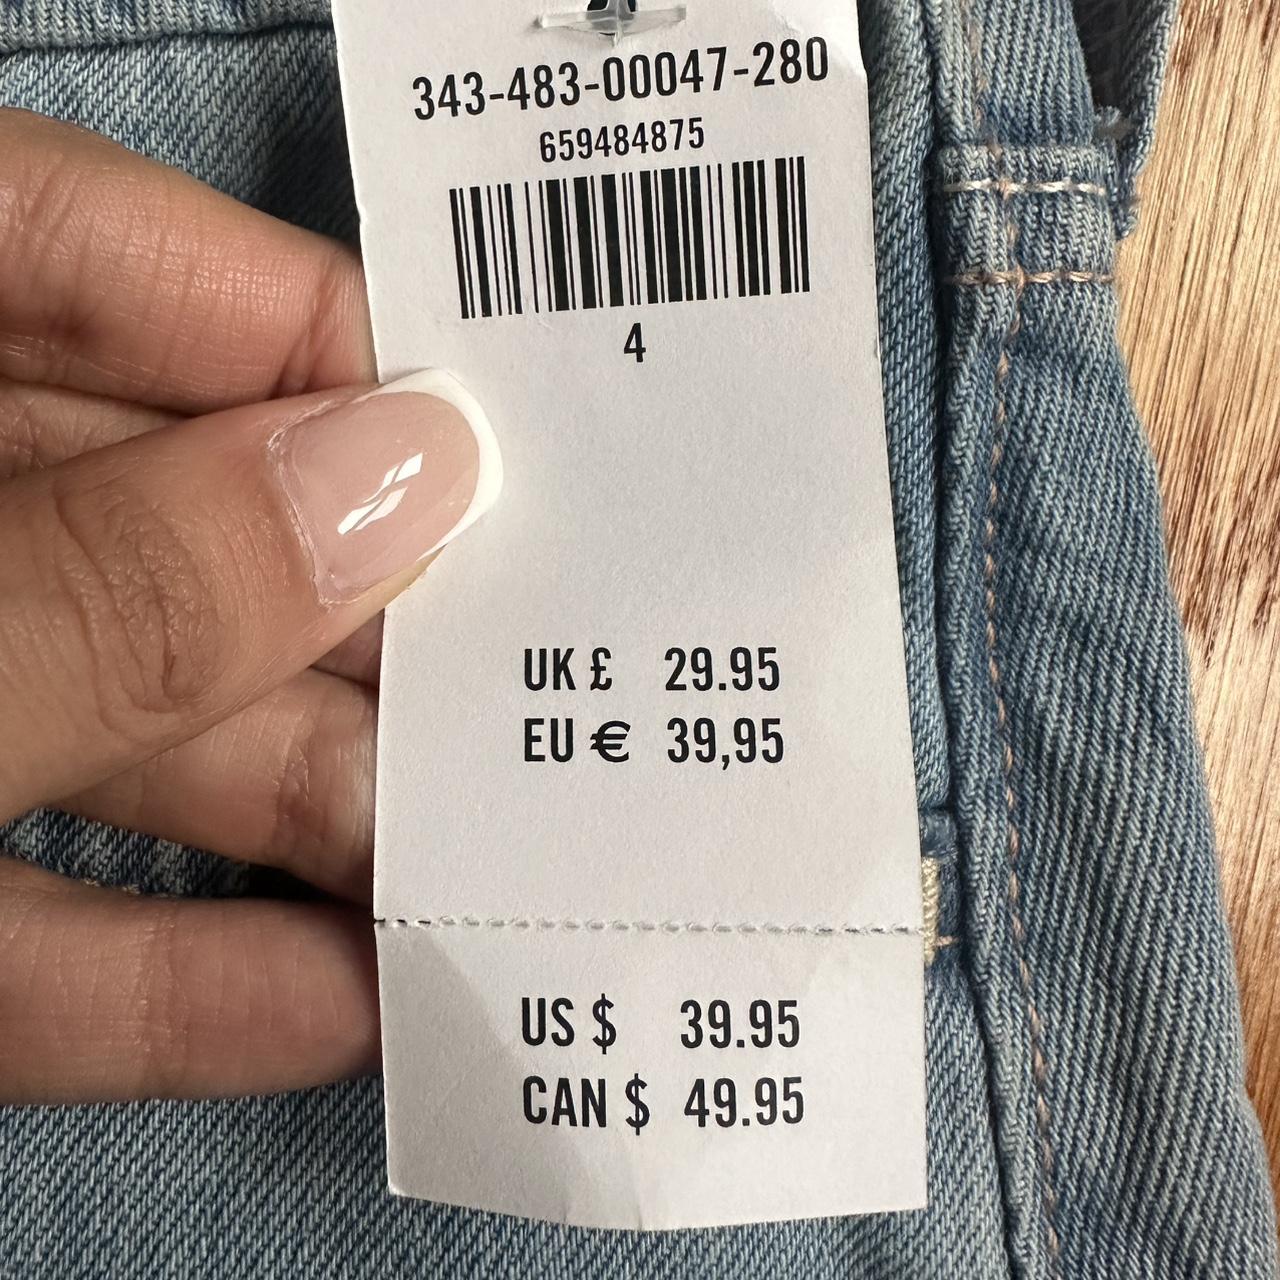 343-483-00047-280
659484875
4
UK £ 29.95
EU € 39,95
US $ 39.95
CAN $ 49.95